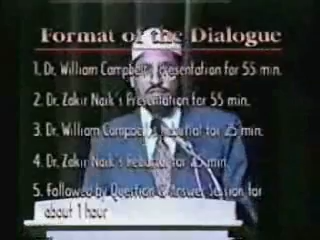 Format of the Dialogue
1. Dr. William Campbell's Presentation for 55 min.
2. Dr. Zakir Naik's Presentation for 55 min.
3. Dr. William Campbell's Rebuttal for 25 min.
4. Dr. Zakir Naik's Rebuttal for 25 min.
5. Followed by Question & Answer Session for
about 1 hour